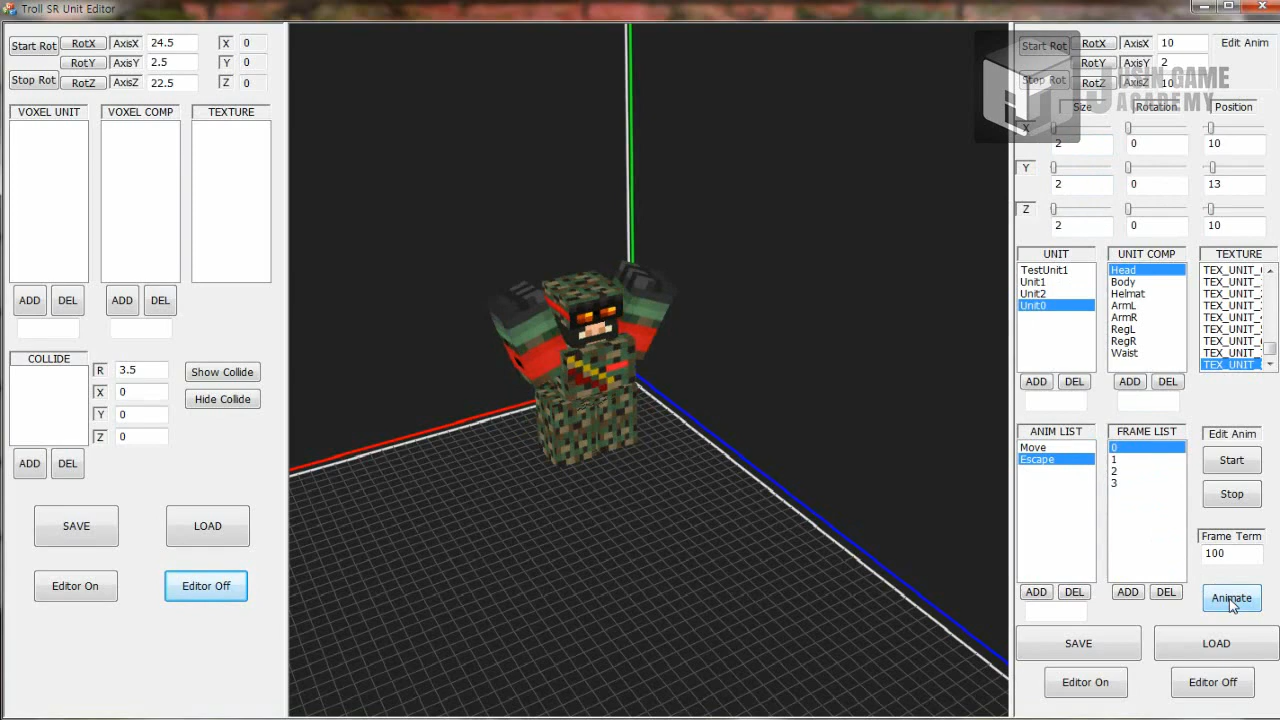 Troll SR Unit Editor
Start Rot RotX AxisX 24.5 X 0
RotY AxisY 2.5 Y 0
Stop Rot RotZ AxisZ 22.5 Z 0
VOXEL UNIT VOXEL COMP TEXTURE
ADD DEL ADD DEL
COLLIDE
R 3.5 Show Collide
X 0 Hide Collide
Y 0
Z 0
ADD DEL
SAVE LOAD
Editor On Editor Off
Start Rot RotX AxisX 10 Edit Anim
RotY AxisY 2
Stop Rot RotZ AxisZ 10
JUSIN GAME
ACADEMY
Size Rotation Position
X 2 0 10
Y 2 0 13
Z 2 0 10
UNIT UNIT COMP TEXTURE
TestUnit1
Unit1
Unit2
Unit0
Head
Body
Helmat
ArmL
ArmR
RegL
RegR
Waist
ADD DEL ADD DEL
ANIM LIST FRAME LIST Edit Anim
Move
Escape
0
1
2
3
Start
Stop
Frame Term
100
ADD DEL ADD DEL
Animate
SAVE LOAD
Editor On Editor Off